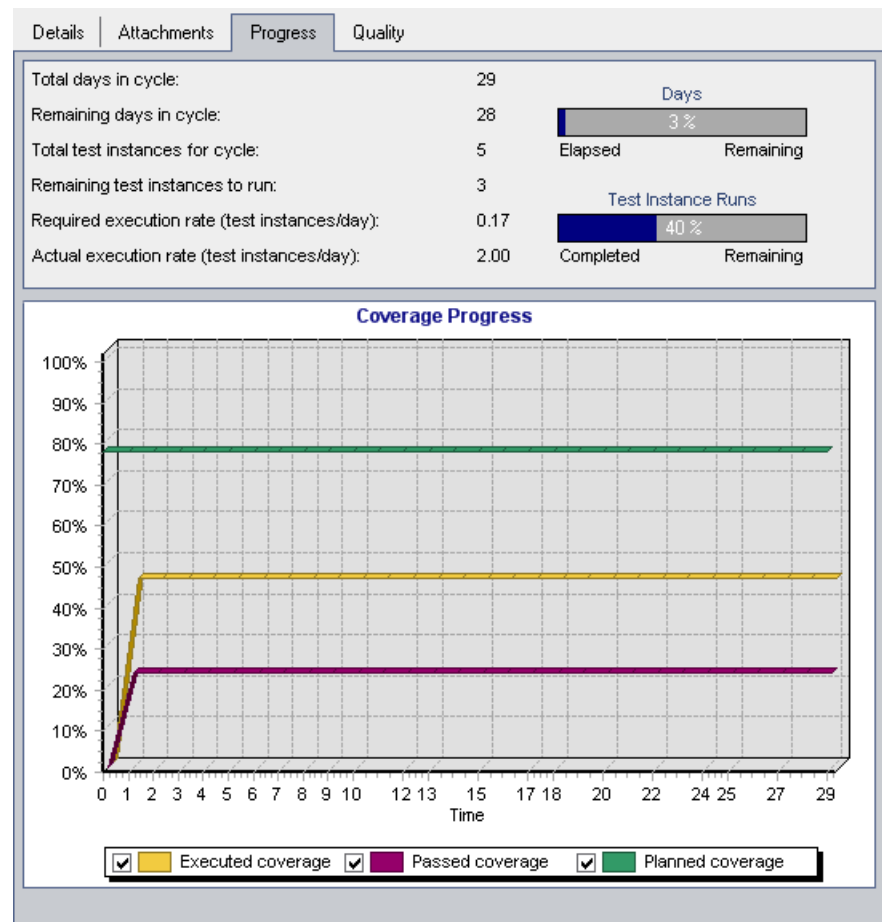 Details Attachments Progress Quality
Total days in cycle: 29
Remaining days in cycle: 28
Total test instances for cycle: 5
Remaining test instances to run: 3
Required execution rate (test instances/day): 0.17
Actual execution rate (test instances/day): 2.00
Days
3 %
Elapsed Remaining
Test Instance Runs
40 %
Completed Remaining
Coverage Progress
100%
90%
80%
70%
60%
50%
40%
30%
20%
10%
0%
0 1 2 3 4 5 6 7 8 9 10 12 13 15 17 18 20 22 24 25 27 29
Time
Executed coverage Passed coverage Planned coverage